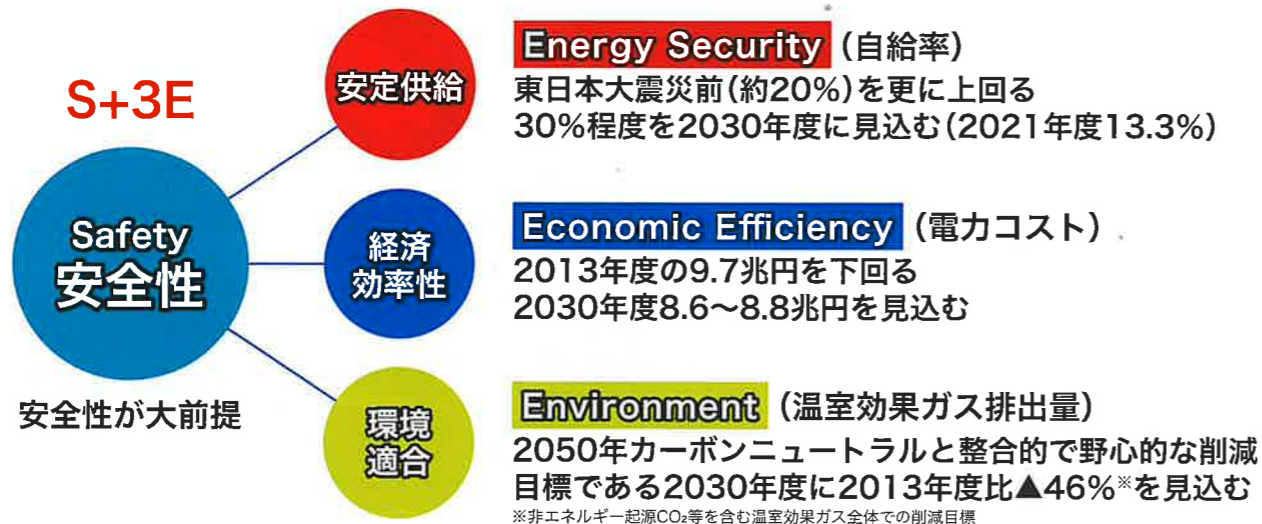 S+3E
Safety
安全性
安全性が大前提
安定供給
Energy Security（自給率）
東日本大震災前（約20%）を更に上回る
30%程度を2030年度に見込む（2021年度13.3%）
経済
効率性
Economic Efficiency（電力コスト）
2013年度の9.7兆円を下回る
2030年度8.6～8.8兆円を見込む
環境
適合
Environment（温室効果ガス排出量）
2050年カーボンニュートラルと整合的で野心的な削減
目標である2030年度に2013年度比▲46%※を見込む
※非エネルギー起源CO₂等を含む温室効果ガス全体での削減目標